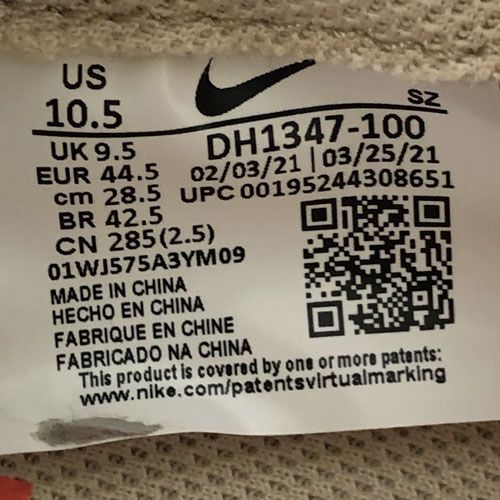 US
10.5
SZ
UK 9.5
EUR 44.5
cm 28.5
BR 42.5
CN 285(2.5)
DH1347-100
02/03/21 | 03/25/21
UPC 00195244308651
01WJ575A3YM09
MADE IN CHINA
HECHO EN CHINA
FABRIQUE EN CHINE
FABRICADO NA CHINA
This product is covered by one or more patents:
www.nike.com/patentsvirtualmarking